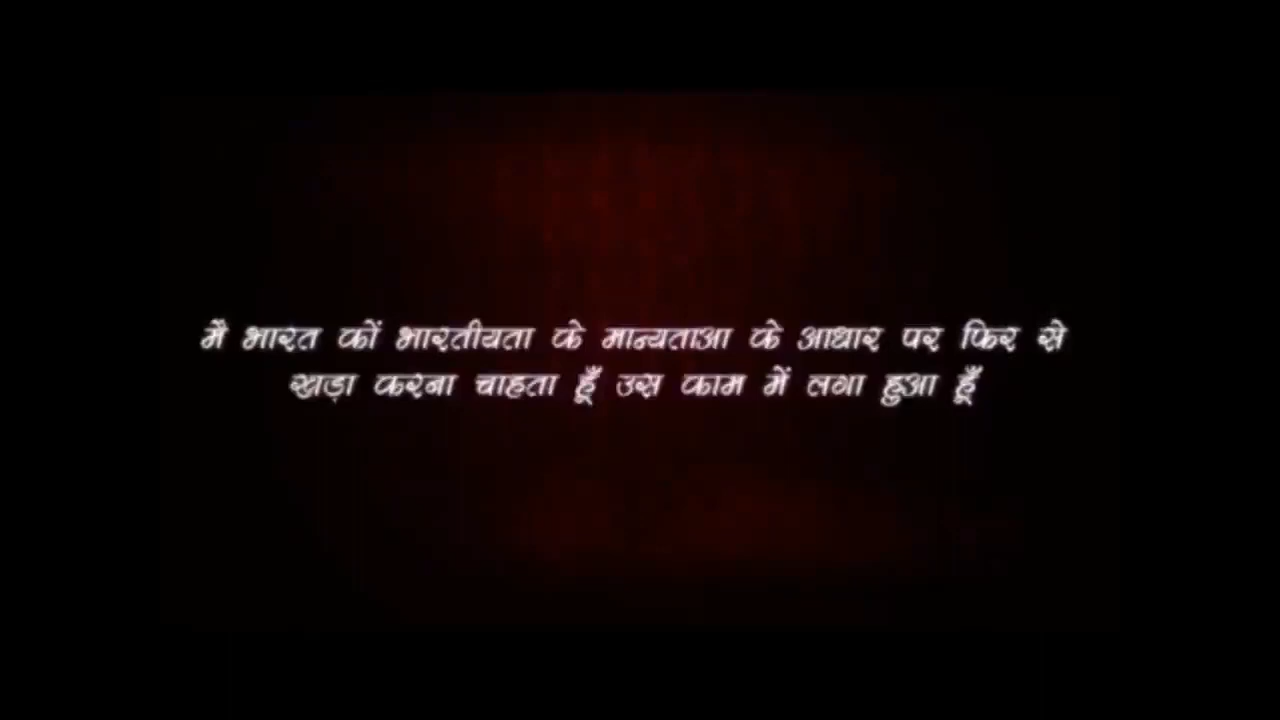 मै भारत कों भारतीयता के मान्यताआ के आधार पर फिर से
खड़ा करना चाहता हूँ उस काम में लगा हुआ हूँ